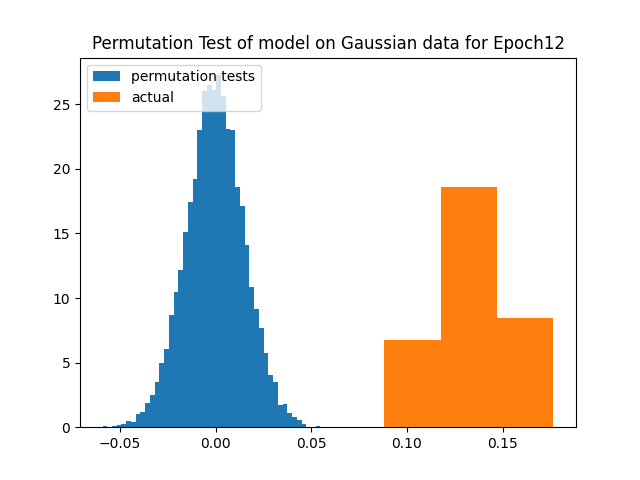 Permutation Test of model on Gaussian data for Epoch12
permutation tests
actual
25
20
15
10
5
0
−0.05 0.00 0.05 0.10 0.15